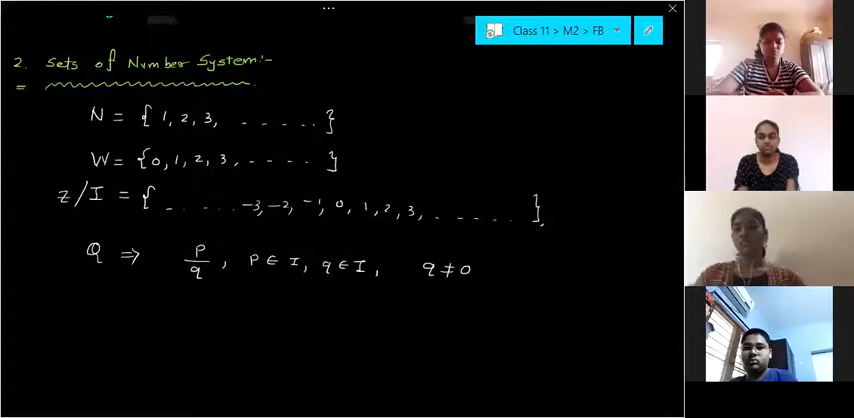 ...
Class 11 > M2 > FB
2. Sets of Number System:-
N = { 1, 2, 3, - - - - - }
W = {0, 1, 2, 3, - - - - - }
Z/I = { - - - - - -3, -2, -1, 0, 1, 2, 3, - - - - - - },
Q ⇒ p/q, p ∈ I, q ∈ I, q ≠ 0